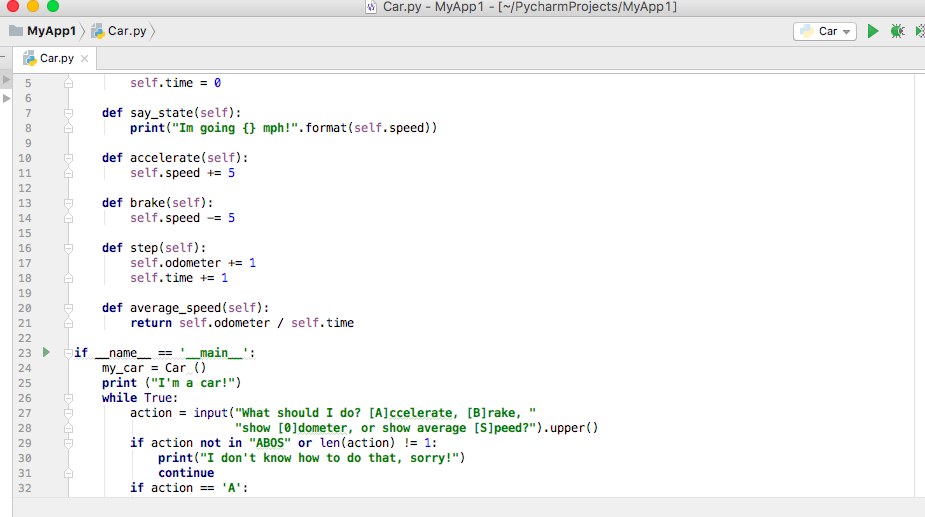 Car.py - MyApp1 - [~/PycharmProjects/MyApp1]
MyApp1 Car.py Car
Car.py
5 self.time = 0
6
7 def say_state(self):
8 print("Im going {} mph!".format(self.speed))
9
10 def accelerate(self):
11 self.speed += 5
12
13 def brake(self):
14 self.speed -= 5
15
16 def step(self):
17 self.odometer += 1
18 self.time += 1
19
20 def average_speed(self):
21 return self.odometer / self.time
22
23 if __name__ == '__main__':
24 my_car = Car ()
25 print ("I'm a car!")
26 while True:
27 action = input("What should I do? [A]ccelerate, [B]rake, "
28 "show [0]dometer, or show average [S]peed?").upper()
29 if action not in "ABOS" or len(action) != 1:
30 print("I don't know how to do that, sorry!")
31 continue
32 if action == 'A':